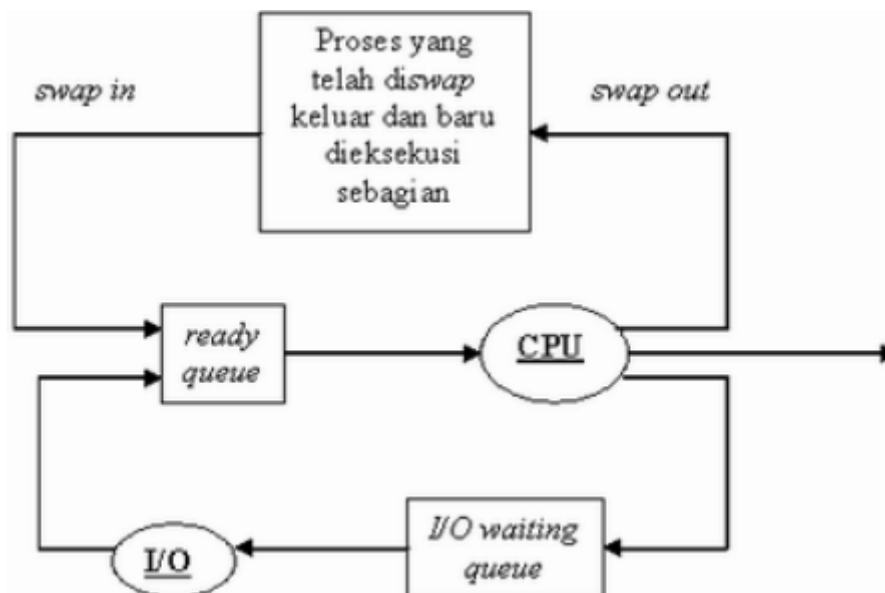 Proses yang
telah diswap
keluar dan baru
dieksekusi
sebagian
swap in
swap out
ready
queue
CPU
I/O waiting
queue
I/O